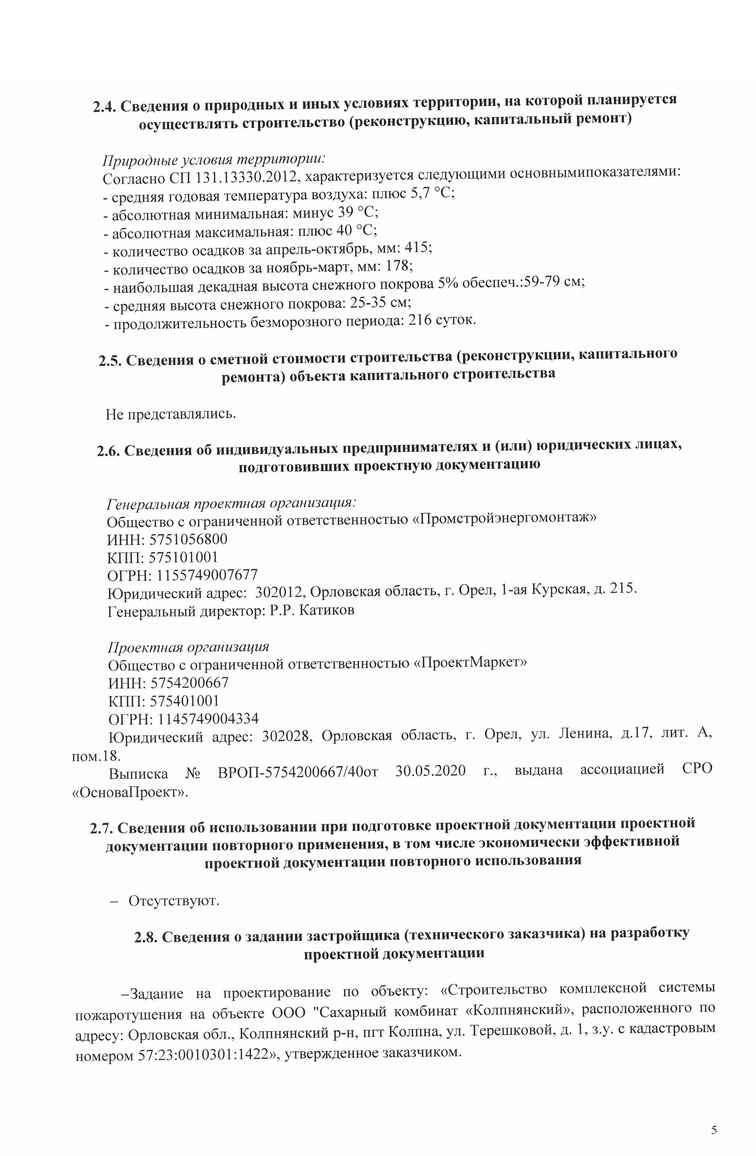 2.4. Сведения о природных и иных условиях территории, на которой планируется
осуществлять строительство (реконструкцию, капитальный ремонт)
Природные условия территории:
Согласно СП 131.13330.2012, характеризуется следующими основнымипоказателями:
- средняя годовая температура воздуха: плюс 5,7 °С;
- абсолютная минимальная: минус 39 °С;
- абсолютная максимальная: плюс 40 °С;
- количество осадков за апрель-октябрь, мм: 415;
- количество осадков за ноябрь-март, мм: 178;
- наибольшая декадная высота снежного покрова 5% обеспеч.:59-79 см;
- средняя высота снежного покрова: 25-35 см;
- продолжительность безморозного периода: 216 суток.
2.5. Сведения о сметной стоимости строительства (реконструкции, капитального
ремонта) объекта капитального строительства
Не представлялись.
2.6. Сведения об индивидуальных предпринимателях и (или) юридических лицах,
подготовивших проектную документацию
Генеральная проектная организация:
Общество с ограниченной ответственностью «Промстройэнергомонтаж»
ИНН: 5751056800
КПП: 575101001
ОГРН: 1155749007677
Юридический адрес: 302012, Орловская область, г. Орел, 1-ая Курская, д. 215.
Генеральный директор: Р.Р. Катиков
Проектная организация
Общество с ограниченной ответственностью «ПроектМаркет»
ИНН: 5754200667
КПП: 575401001
ОГРН: 1145749004334
Юридический адрес: 302028, Орловская область, г. Орел, ул. Ленина, д.17, лит. А,
пом.18.
Выписка № ВРОП-5754200667/40от 30.05.2020 г., выдана ассоциацией СРО
«ОсноваПроект».
2.7. Сведения об использовании при подготовке проектной документации проектной
документации повторного применения, в том числе экономически эффективной
проектной документации повторного использования
– Отсутствуют.
2.8. Сведения о задании застройщика (технического заказчика) на разработку
проектной документации
–Задание на проектирование по объекту: «Строительство комплексной системы
пожаротушения на объекте ООО "Сахарный комбинат «Колпнянский», расположенного по
адресу: Орловская обл., Колпнянский р-н, пгт Колпна, ул. Терешковой, д. 1, з.у. с кадастровым
номером 57:23:0010301:1422», утвержденное заказчиком.
5